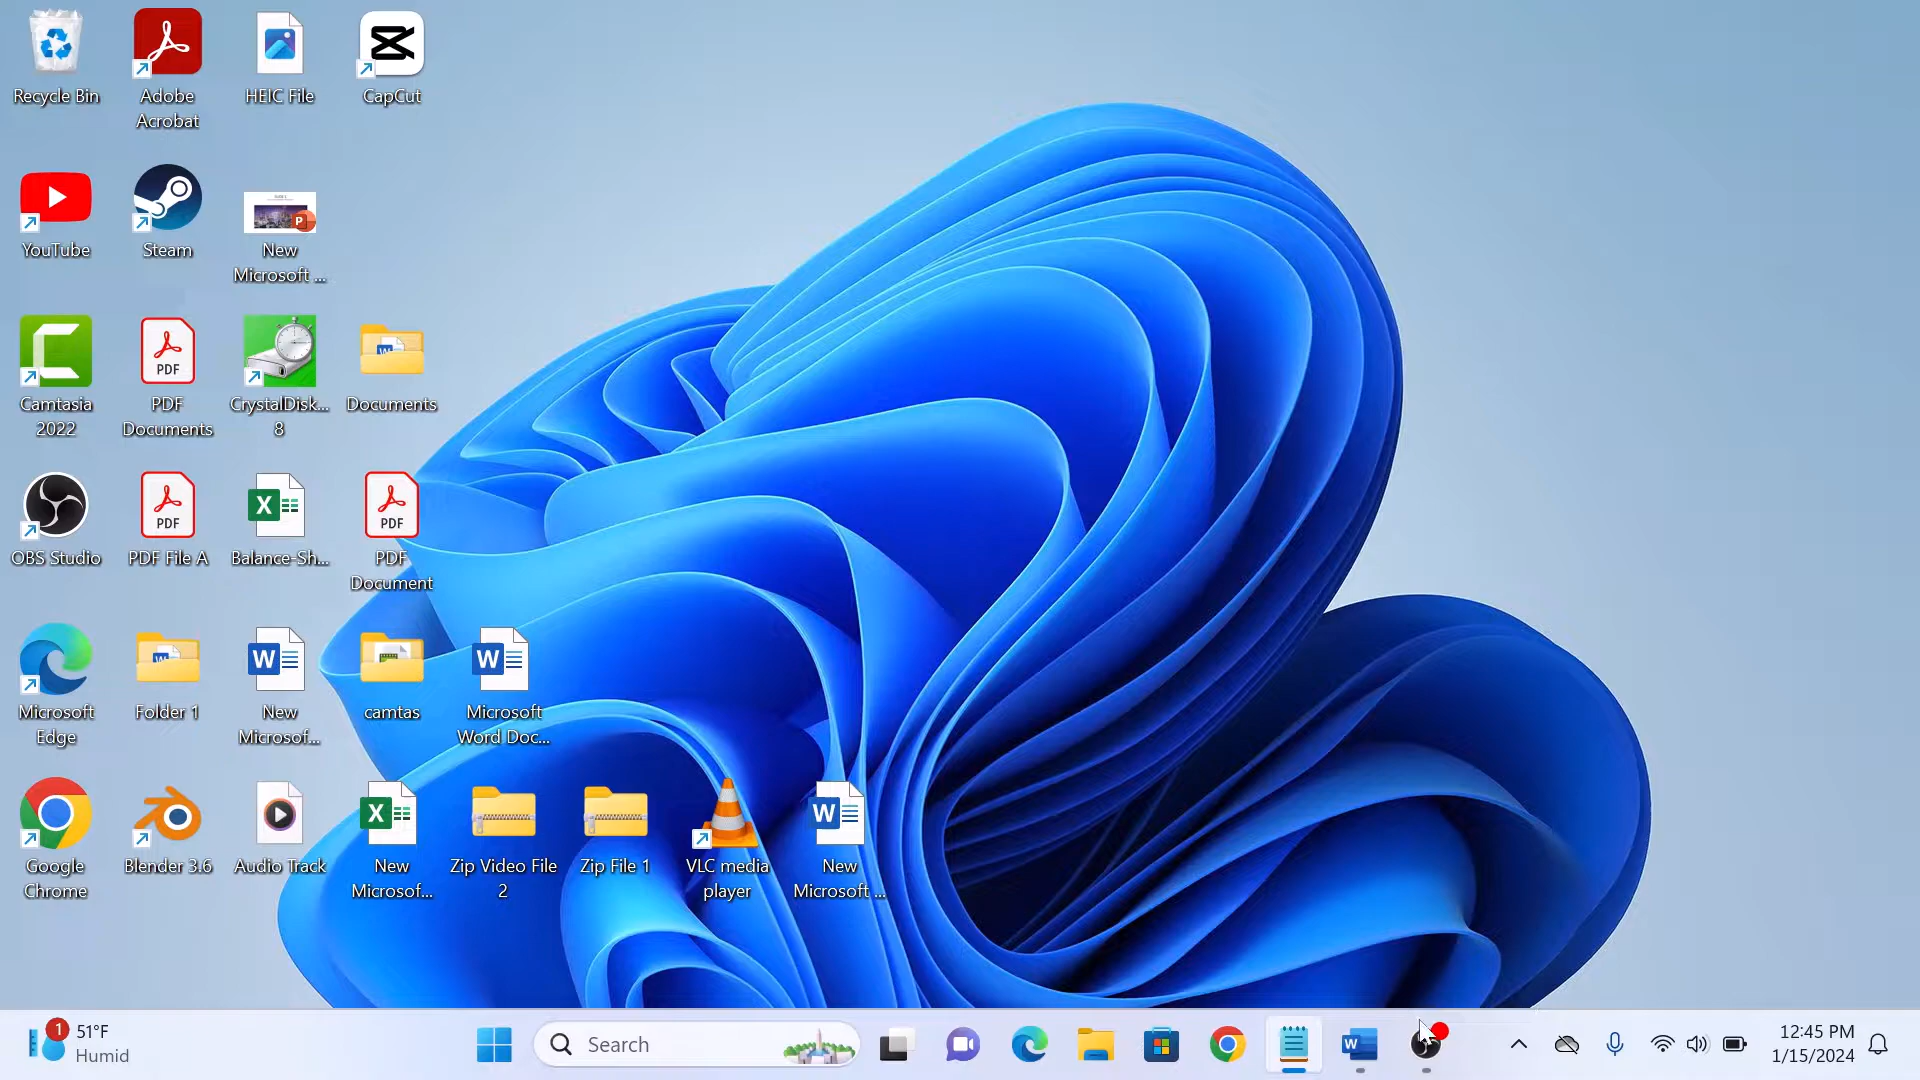 Recycle Bin
Adobe
Acrobat
HEIC File
CapCut
YouTube
Steam
New
Microsoft ...
Camtasia
2022
PDF
PDF
Documents
CrystalDisk...
8
Documents
OBS Studio
PDF
PDF File A
Balance-Sh...
PDF
PDF
Document
Microsoft
Edge
Folder 1
New
Microsof...
camtas
Microsoft
Word Doc...
Google
Chrome
Blender 3.6
Audio Track
New
Microsof...
Zip Video File
2
Zip File 1
VLC media
player
New
Microsoft ...
1
51°F
Humid
Search
12:45 PM
1/15/2024